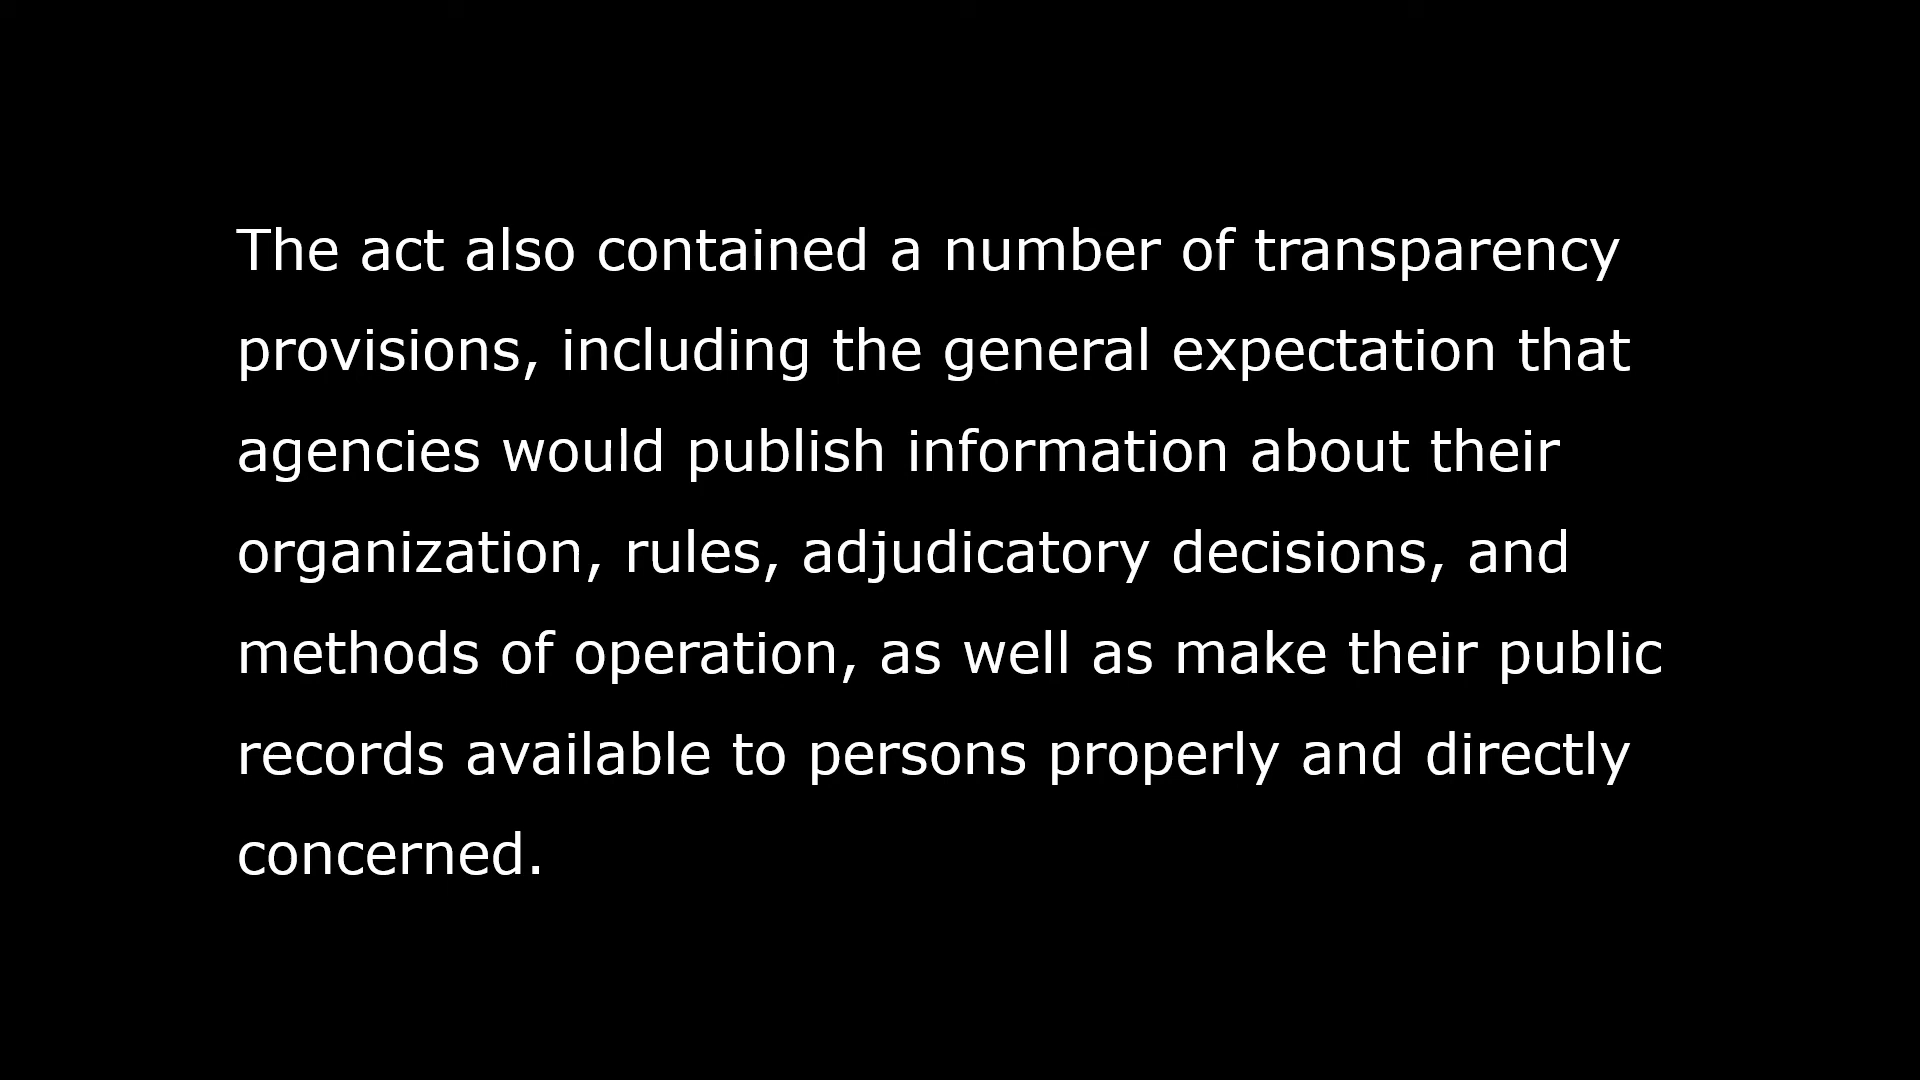 The act also contained a number of transparency
provisions, including the general expectation that
agencies would publish information about their
organization, rules, adjudicatory decisions, and
methods of operation, as well as make their public
records available to persons properly and directly
concerned.